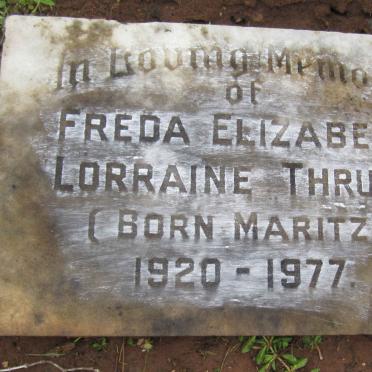 In Loving Memo
of
FREDA ELIZABE
LORRAINE THRU
(BORN MARITZ
1920 - 1977.